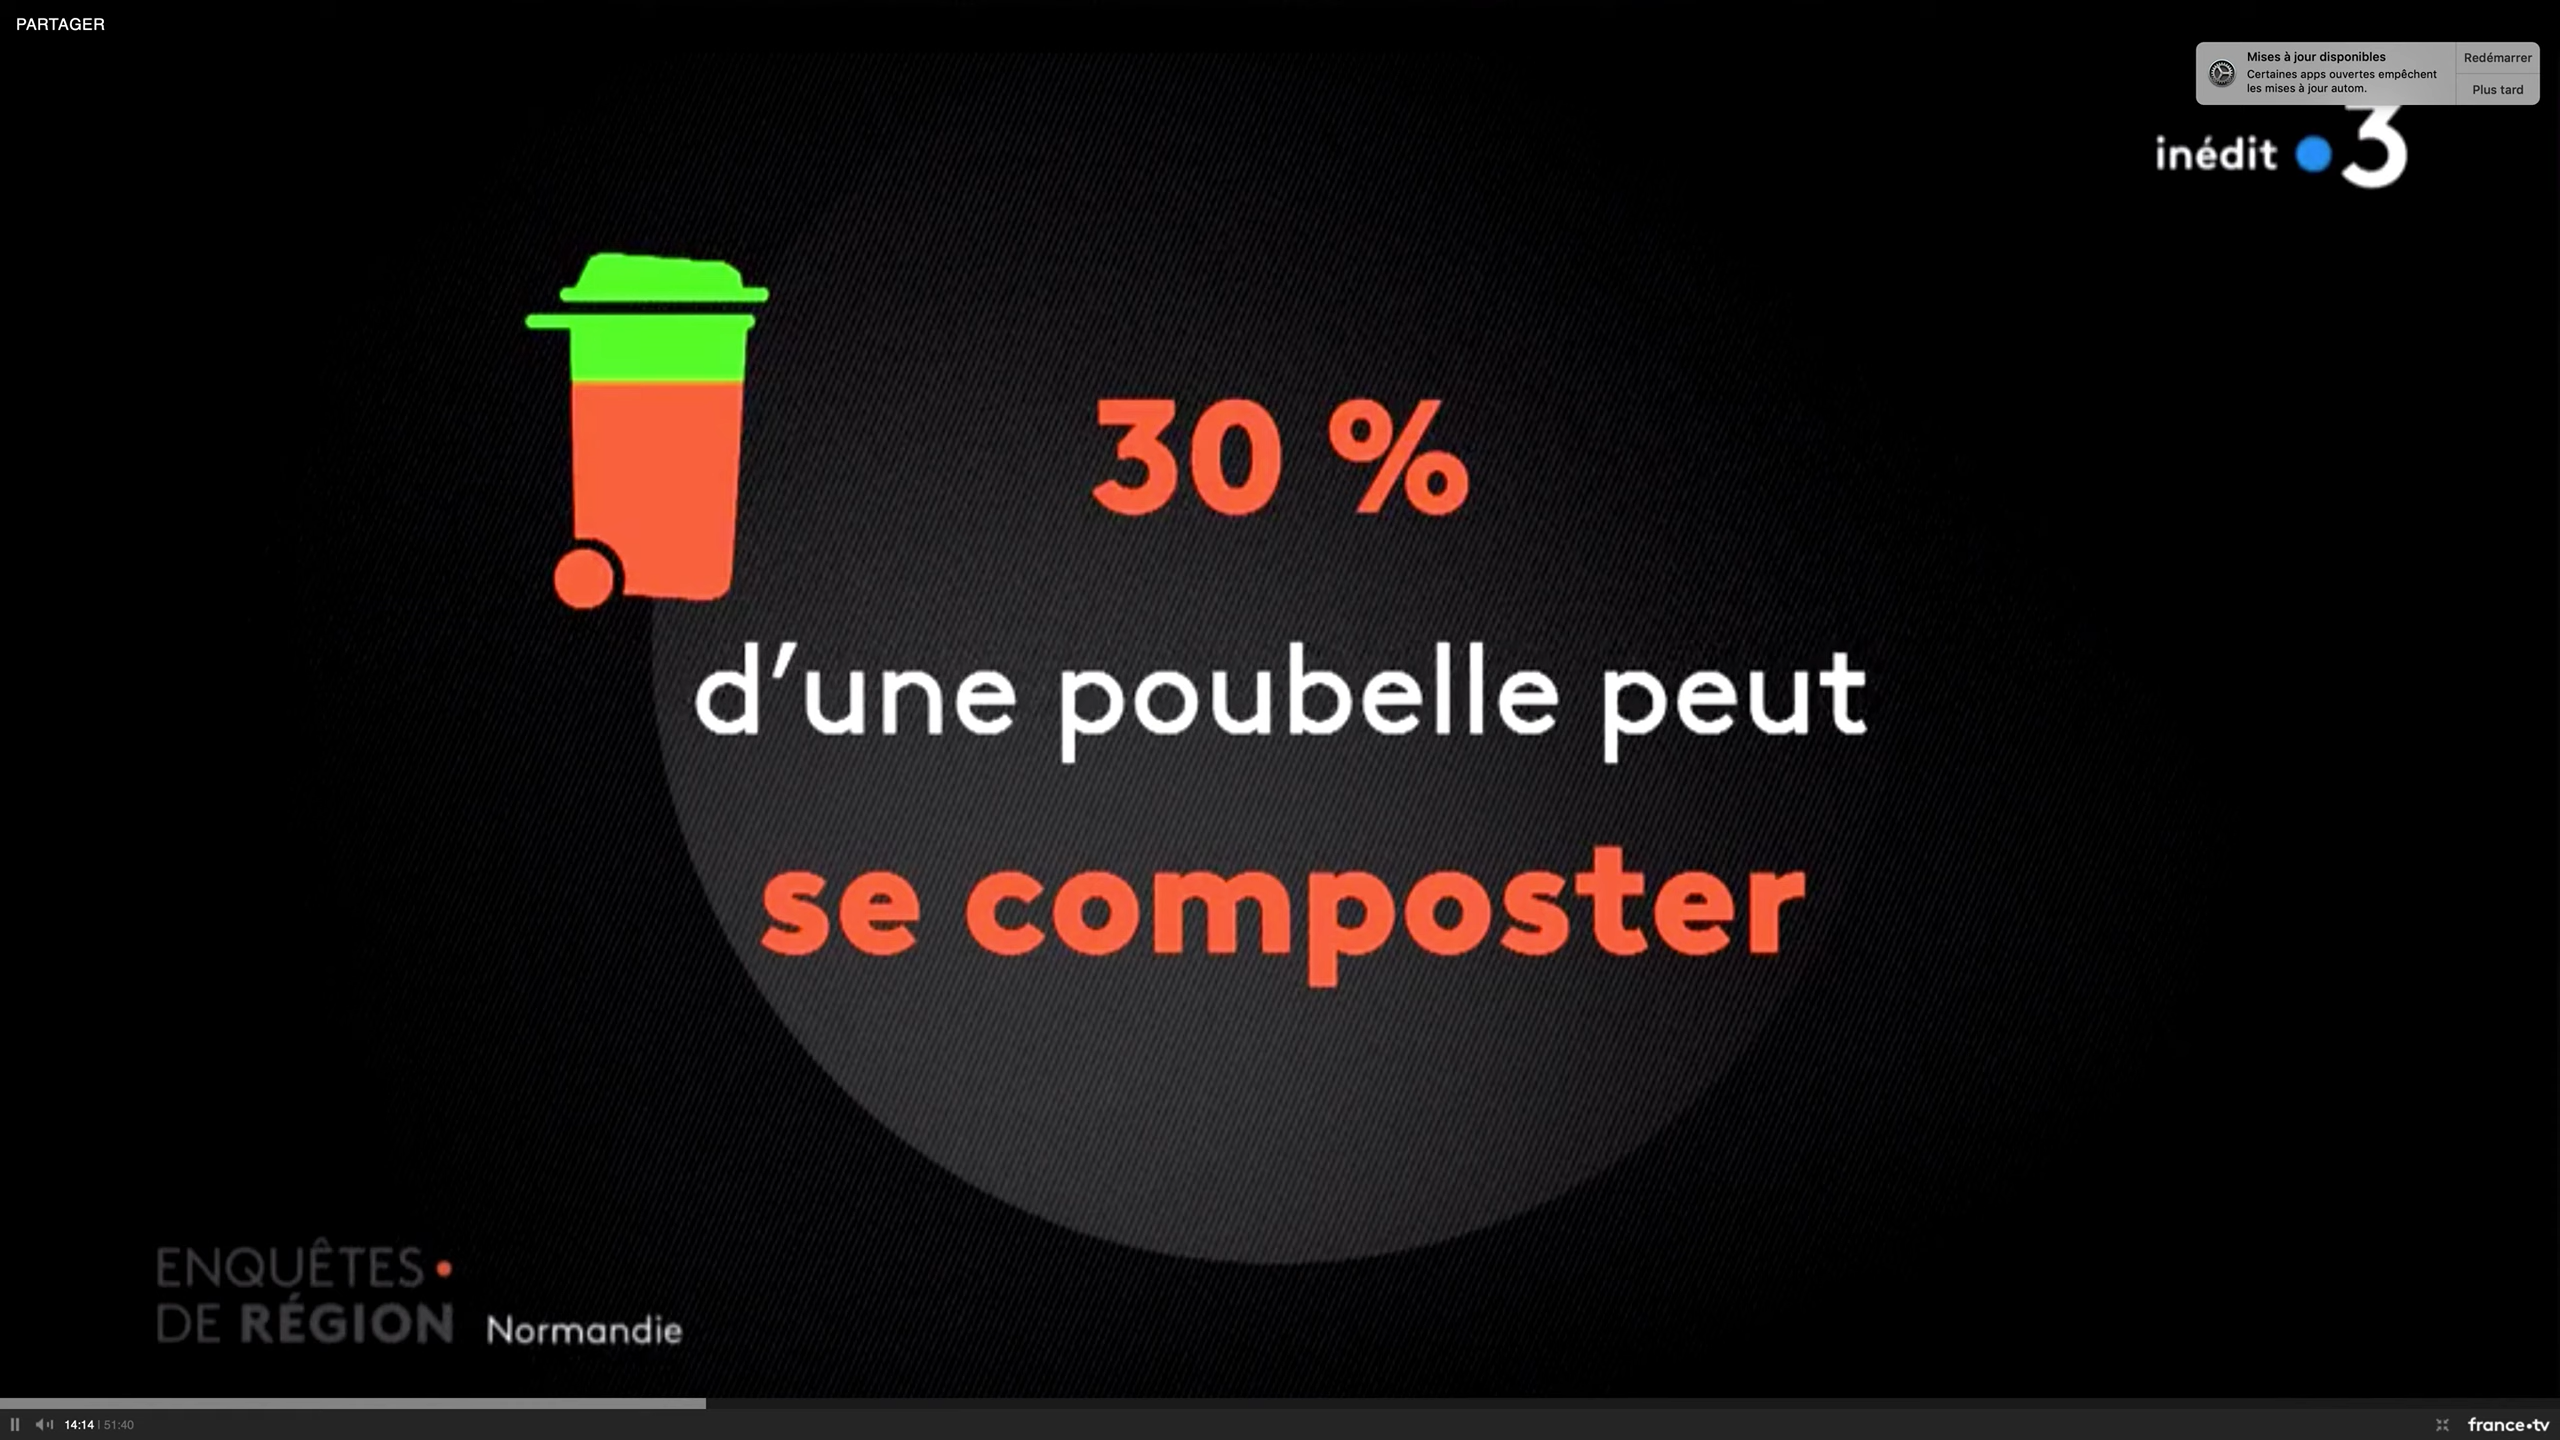 PARTAGER
Mises à jour disponibles
Certaines apps ouvertes empêchent
les mises à jour autom.
Redémarrer
Plus tard
inédit 3
30 %
d’une poubelle peut
se composter
ENQUÊTES
DE RÉGION Normandie
14:14 | 51:40
france•tv